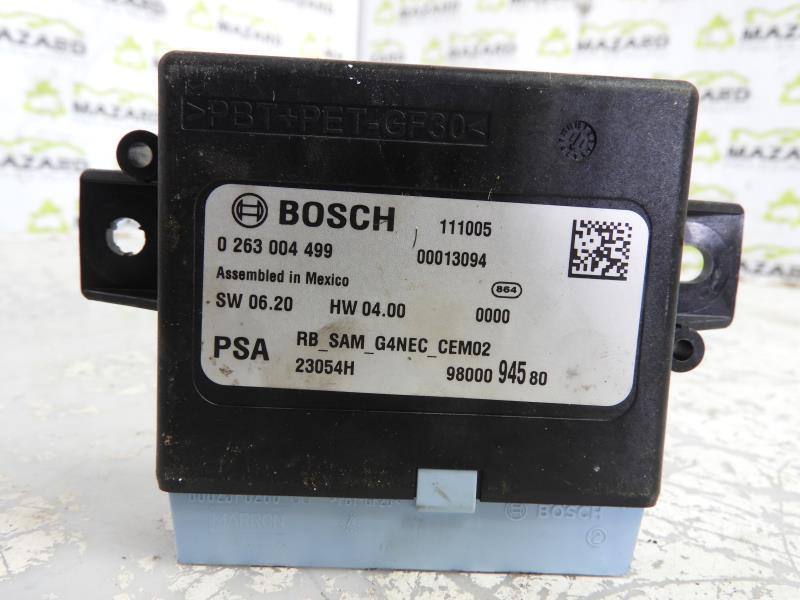 MAZARD
>PBT+PET-GF30<
BOSCH 111005
0 263 004 499 00013094
Assembled in Mexico 864
SW 06.20 HW 04.00 0000
PSA RB_SAM_G4NEC_CEM02
23054H 98000 945 80
BOSCH